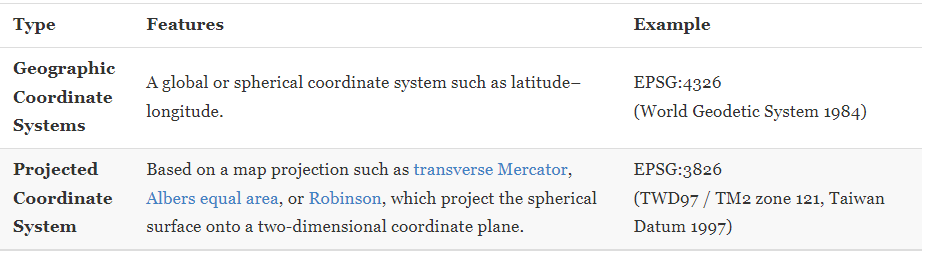 Type Features Example
Geographic
Coordinate
Systems
A global or spherical coordinate system such as latitude–
longitude.
EPSG:4326
(World Geodetic System 1984)
Projected
Coordinate
System
Based on a map projection such as transverse Mercator,
Albers equal area, or Robinson, which project the spherical
surface onto a two-dimensional coordinate plane.
EPSG:3826
(TWD97 / TM2 zone 121, Taiwan
Datum 1997)